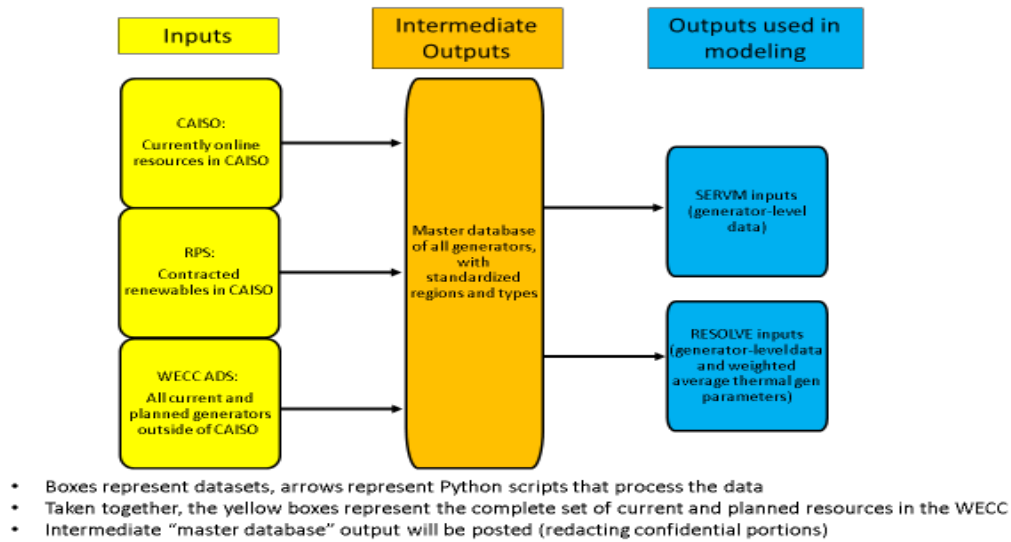 Inputs
Intermediate
Outputs
Outputs used in
modeling
CAISO:
Currently online
resources in CAISO
RPS:
Contracted
renewables in CAISO
WECC ADS:
All current and
planned generators
outside of CAISO
Master database
of all generators,
with
standardized
regions and types
SERVM inputs
(generator-level
data)
RESOLVE inputs
(generator-level data
and weighted
average thermal gen
parameters)
• Boxes represent datasets, arrows represent Python scripts that process the data
• Taken together, the yellow boxes represent the complete set of current and planned resources in the WECC
• Intermediate “master database” output will be posted (redacting confidential portions)